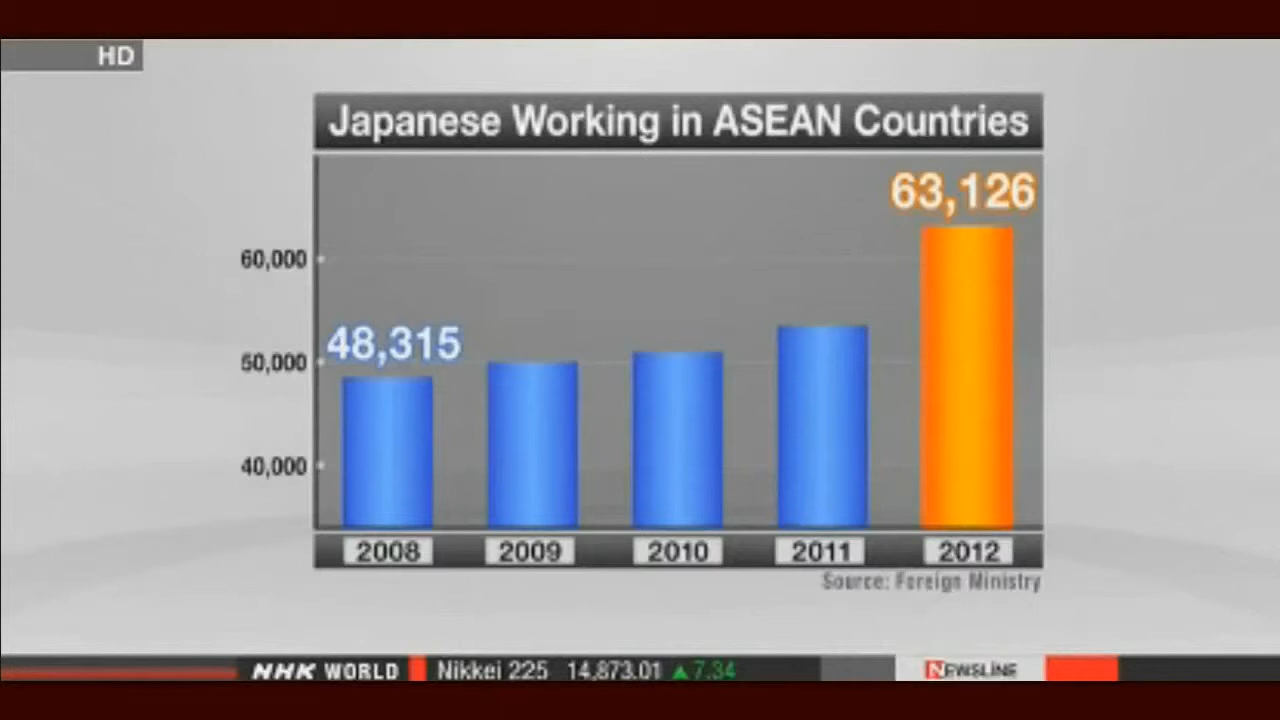 HD
Japanese Working in ASEAN Countries
63,126
60,000
48,315
50,000
40,000
2008 2009 2010 2011 2012
Source: Foreign Ministry
NHK WORLD Nikkei 225 14,873.01 ▲7.34 NEWSLINE